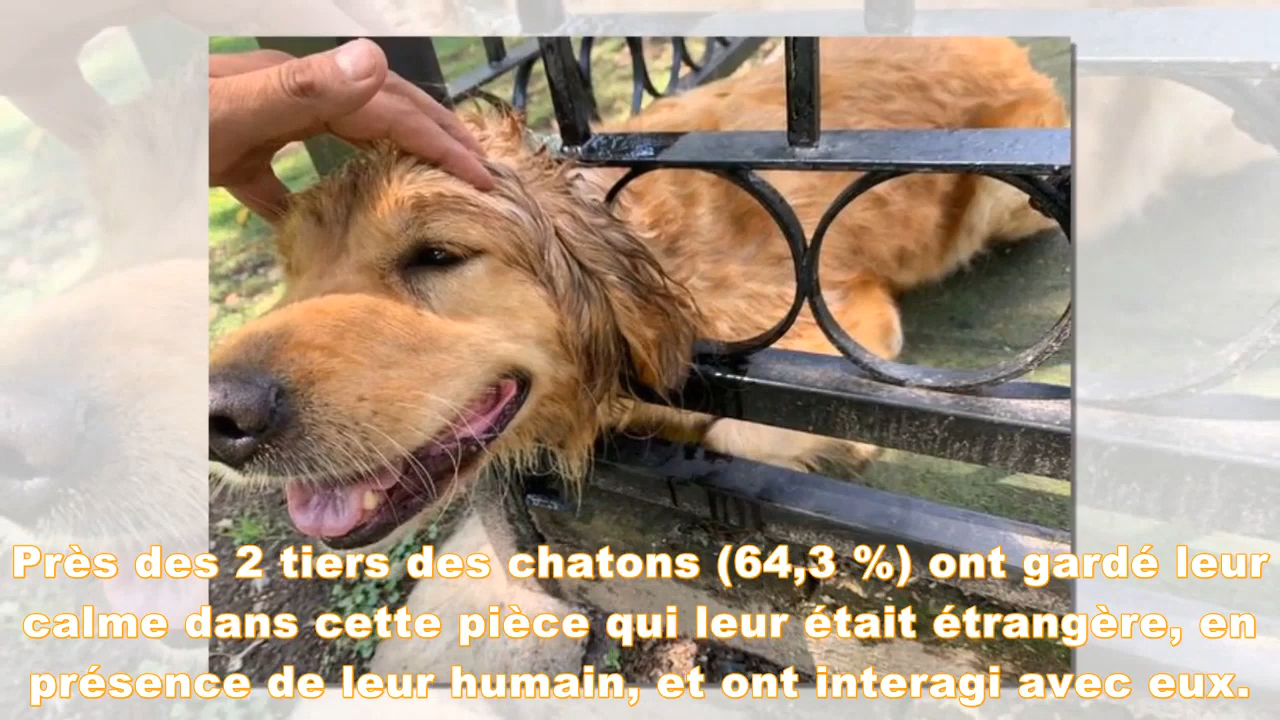 Près des 2 tiers des chatons (64,3 %) ont gardé leur
calme dans cette pièce qui leur était étrangère, en
présence de leur humain, et ont interagi avec eux.